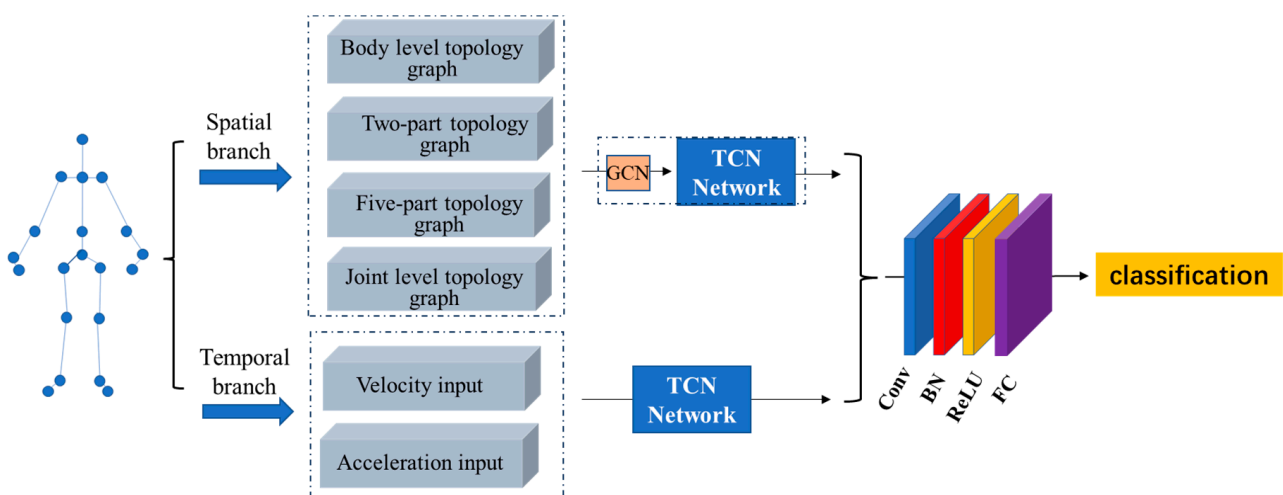 Spatial
branch
Body level topology
graph
Two-part topology
graph
Five-part topology
graph
Joint level topology
graph
GCN
TCN
Network
Temporal
branch
Velocity input
Acceleration input
TCN
Network
Conv
BN
ReLU
FC
classification